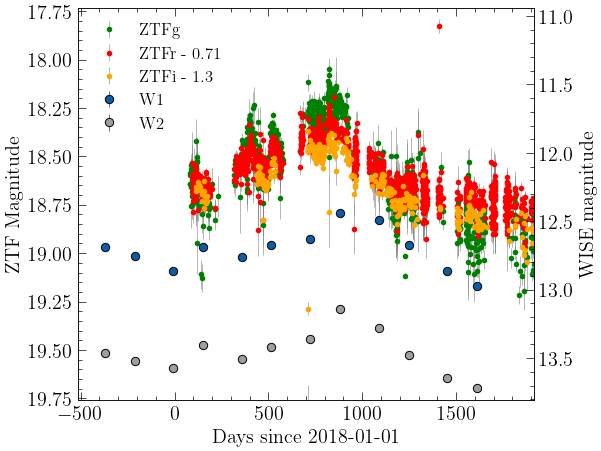 17.75
18.00
18.25
18.50
18.75
19.00
19.25
19.50
19.75
ZTF Magnitude
ZTFg
ZTFr - 0.71
ZTFi - 1.3
W1
W2
11.0
11.5
12.0
12.5
13.0
13.5
WISE magnitude
−500
0
500
1000
1500
Days since 2018-01-01